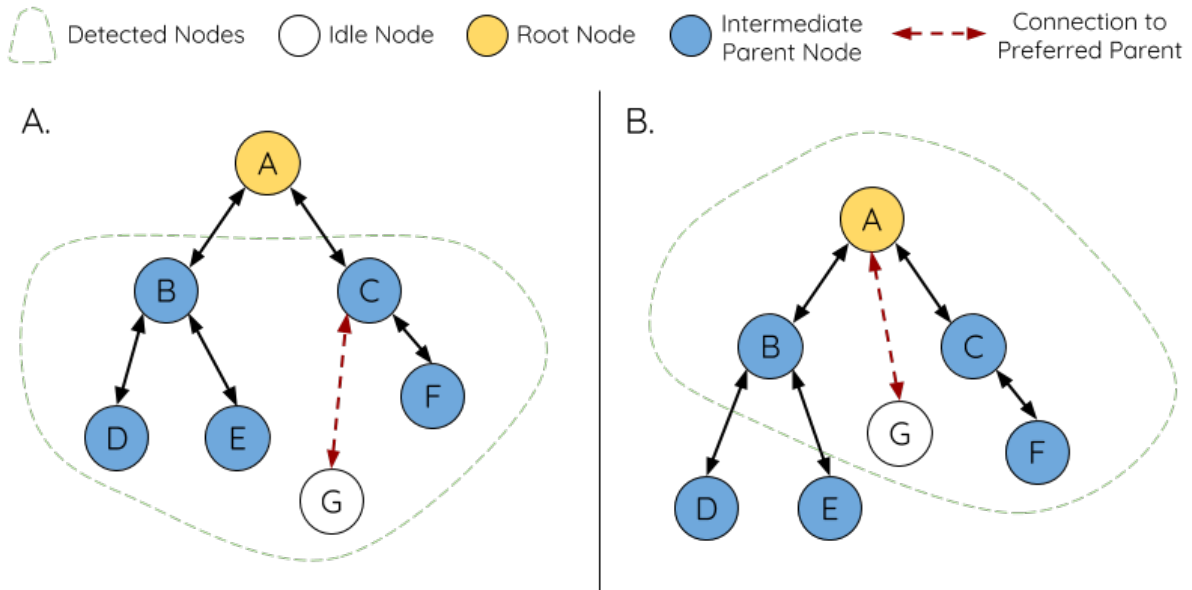 Detected Nodes
Idle Node
Root Node
Intermediate
Parent Node
Connection to
Preferred Parent
A.
A
B
C
D
E
F
G
B.
A
B
C
G
F
D
E